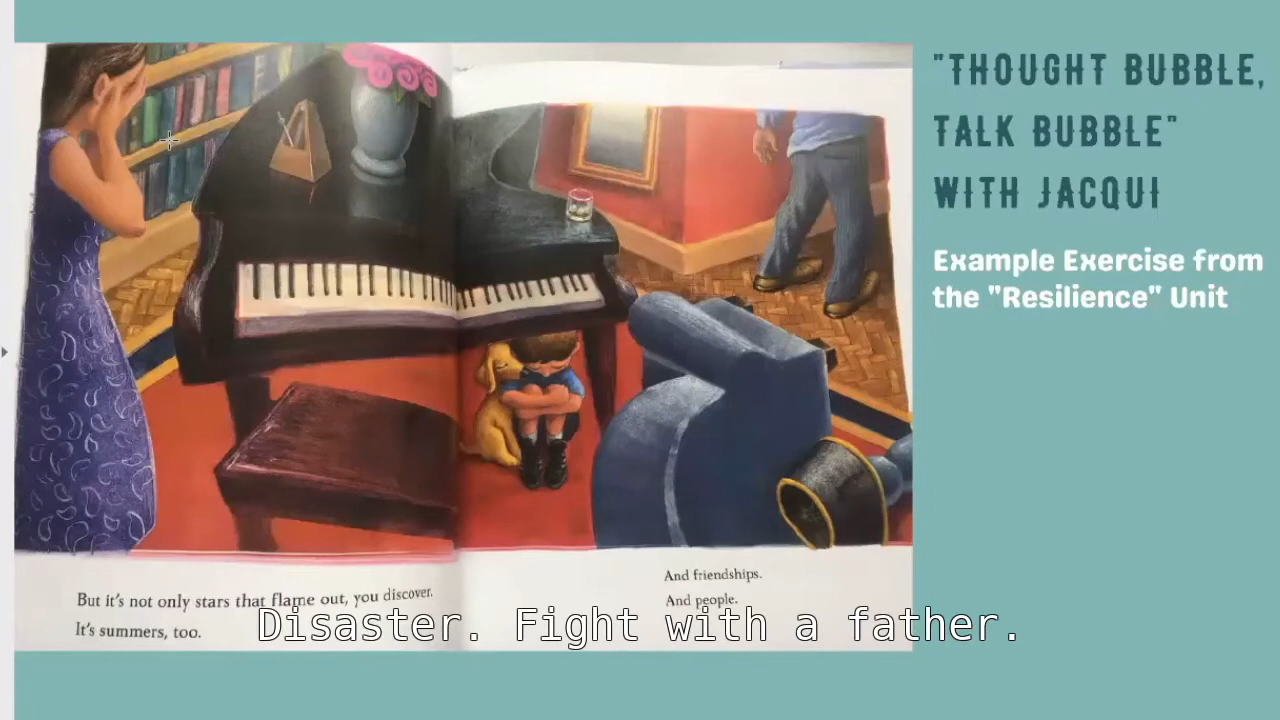 "THOUGHT BUBBLE,
TALK BUBBLE"
WITH JACQUI
Example Exercise from
the "Resilience" Unit
But it's not only stars that flame out, you discover.
It's summers, too.
And friendships.
And people.
Disaster. Fight with a father.